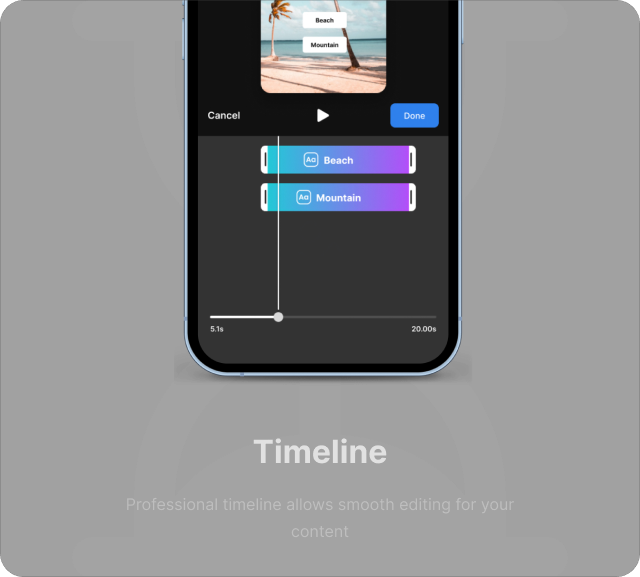 Beach
Mountain
Cancel
Done
Aa Beach
Aa Mountain
5.1s 20.00s
Timeline
Professional timeline allows smooth editing for your
content